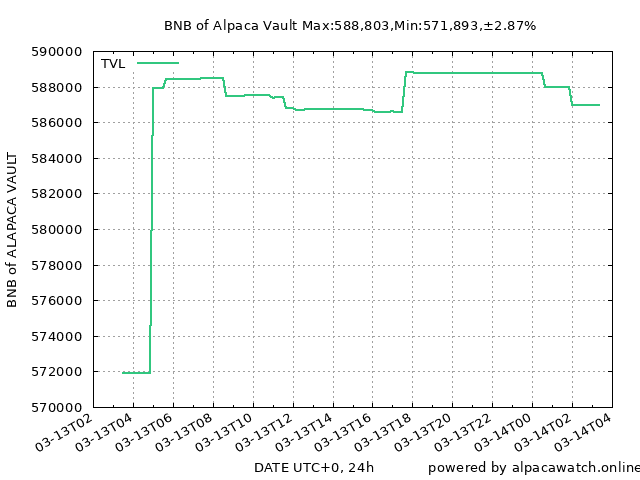 BNB of Alpaca Vault Max:588,803,Min:571,893,±2.87%
TVL
590000
588000
586000
584000
582000
580000
578000
576000
574000
572000
570000
BNB of ALAPACA VAULT
03-13T02
03-13T04
03-13T06
03-13T08
03-13T10
03-13T12
03-13T14
03-13T16
03-13T18
03-13T20
03-13T22
03-14T00
03-14T02
03-14T04
DATE UTC+0, 24h
powered by alpacawatch.online